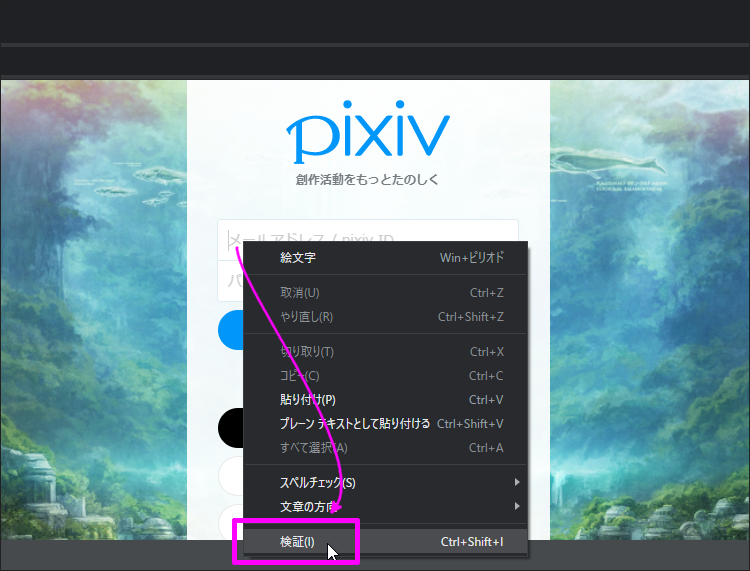 pixiv
創作活動をもっとたのしく
メールアドレス / pixiv ID
パ
絵文字 Win+ピリオド
取消(U) Ctrl+Z
やり直し(R) Ctrl+Shift+Z
切り取り(T) Ctrl+X
コピー(C) Ctrl+C
貼り付け(P) Ctrl+V
プレーン テキストとして貼り付ける Ctrl+Shift+V
すべて選択(A) Ctrl+A
スペルチェック(S)
文章の方向
検証(I) Ctrl+Shift+I